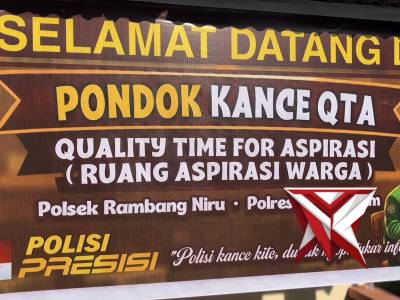 SELAMAT DATANG D
PONDOK KANCE QTA
QUALITY TIME FOR ASPIRASI
( RUANG ASPIRASI WARGA )
Polsek Rambang Niru • Polres
POLISI
PRESISI
"Polisi kance kite,